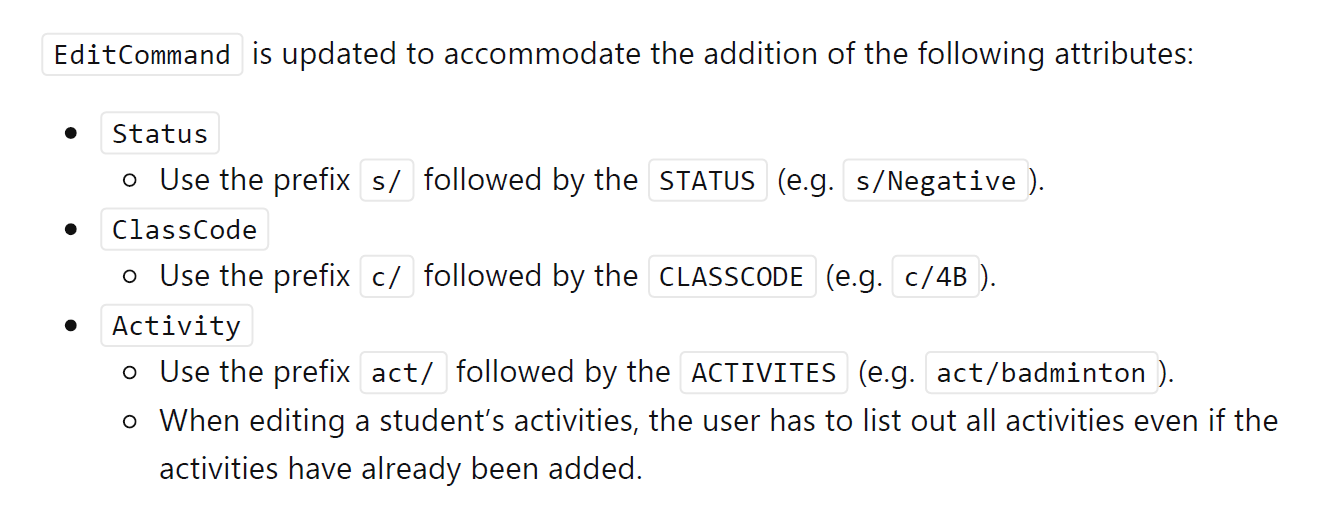 EditCommand is updated to accommodate the addition of the following attributes:
Status
Use the prefix s/ followed by the STATUS (e.g. s/Negative ).
ClassCode
Use the prefix c/ followed by the CLASSCODE (e.g. c/4B ).
Activity
Use the prefix act/ followed by the ACTIVITES (e.g. act/badminton ).
When editing a student’s activities, the user has to list out all activities even if the
activities have already been added.